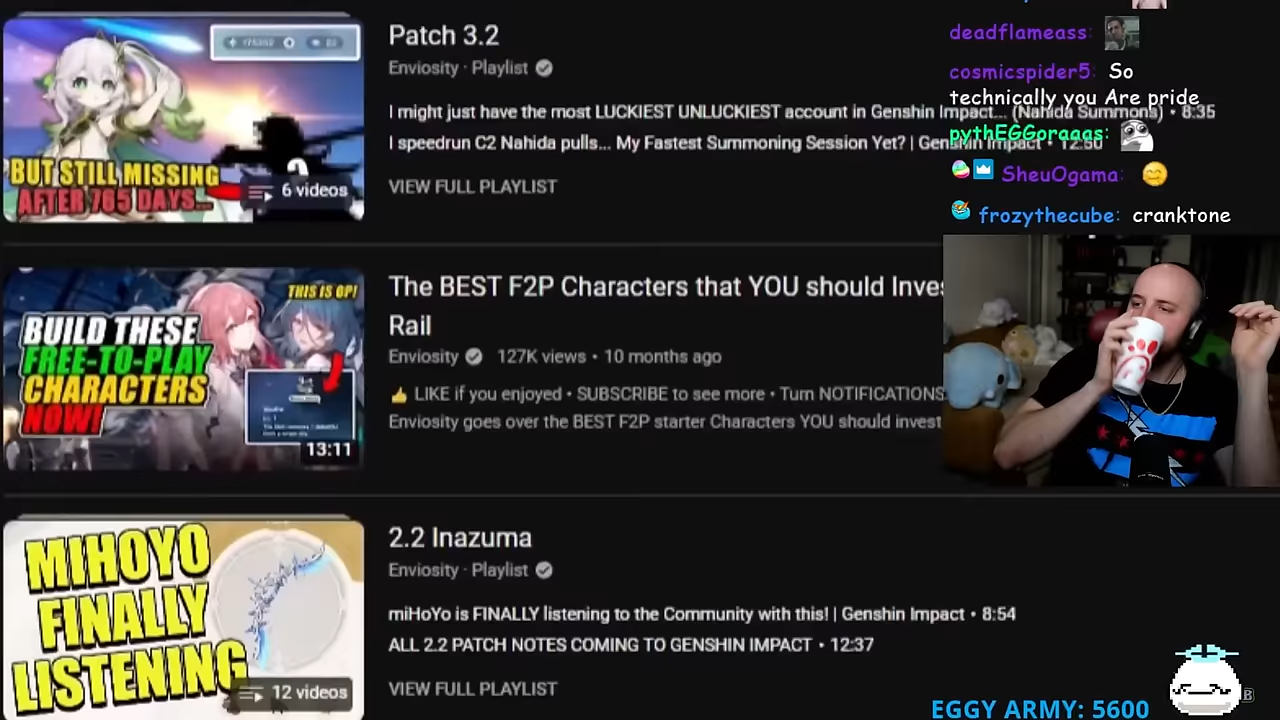 Patch 3.2
Enviosity · Playlist
I might just have the most LUCKIEST UNLUCKIEST account in Genshin Impact... (Nahida Summons) • 8:35
I speedrun C2 Nahida pulls... My Fastest Summoning Session Yet? | Genshin Impact • 12:50
VIEW FULL PLAYLIST
BUT STILL MISSING
AFTER 765 DAYS...
6 videos
deadflameass:
cosmicspider5: So
technically you Are pride
pythEGGoraaas:
SheuOgama:
frozythecube: cranktone
The BEST F2P Characters that YOU should Inves
Rail
Enviosity 127K views • 10 months ago
LIKE if you enjoyed • SUBSCRIBE to see more • Turn NOTIFICATIONS
Enviosity goes over the BEST F2P starter Characters YOU should invest
THIS IS OP!
BUILD THESE
FREE-TO-PLAY
CHARACTERS
NOW!
13:11
2.2 Inazuma
Enviosity · Playlist
miHoYo is FINALLY listening to the Community with this! | Genshin Impact • 8:54
ALL 2.2 PATCH NOTES COMING TO GENSHIN IMPACT • 12:37
VIEW FULL PLAYLIST
MIHOYO
FINALLY
LISTENING
12 videos
EGGY ARMY: 5600